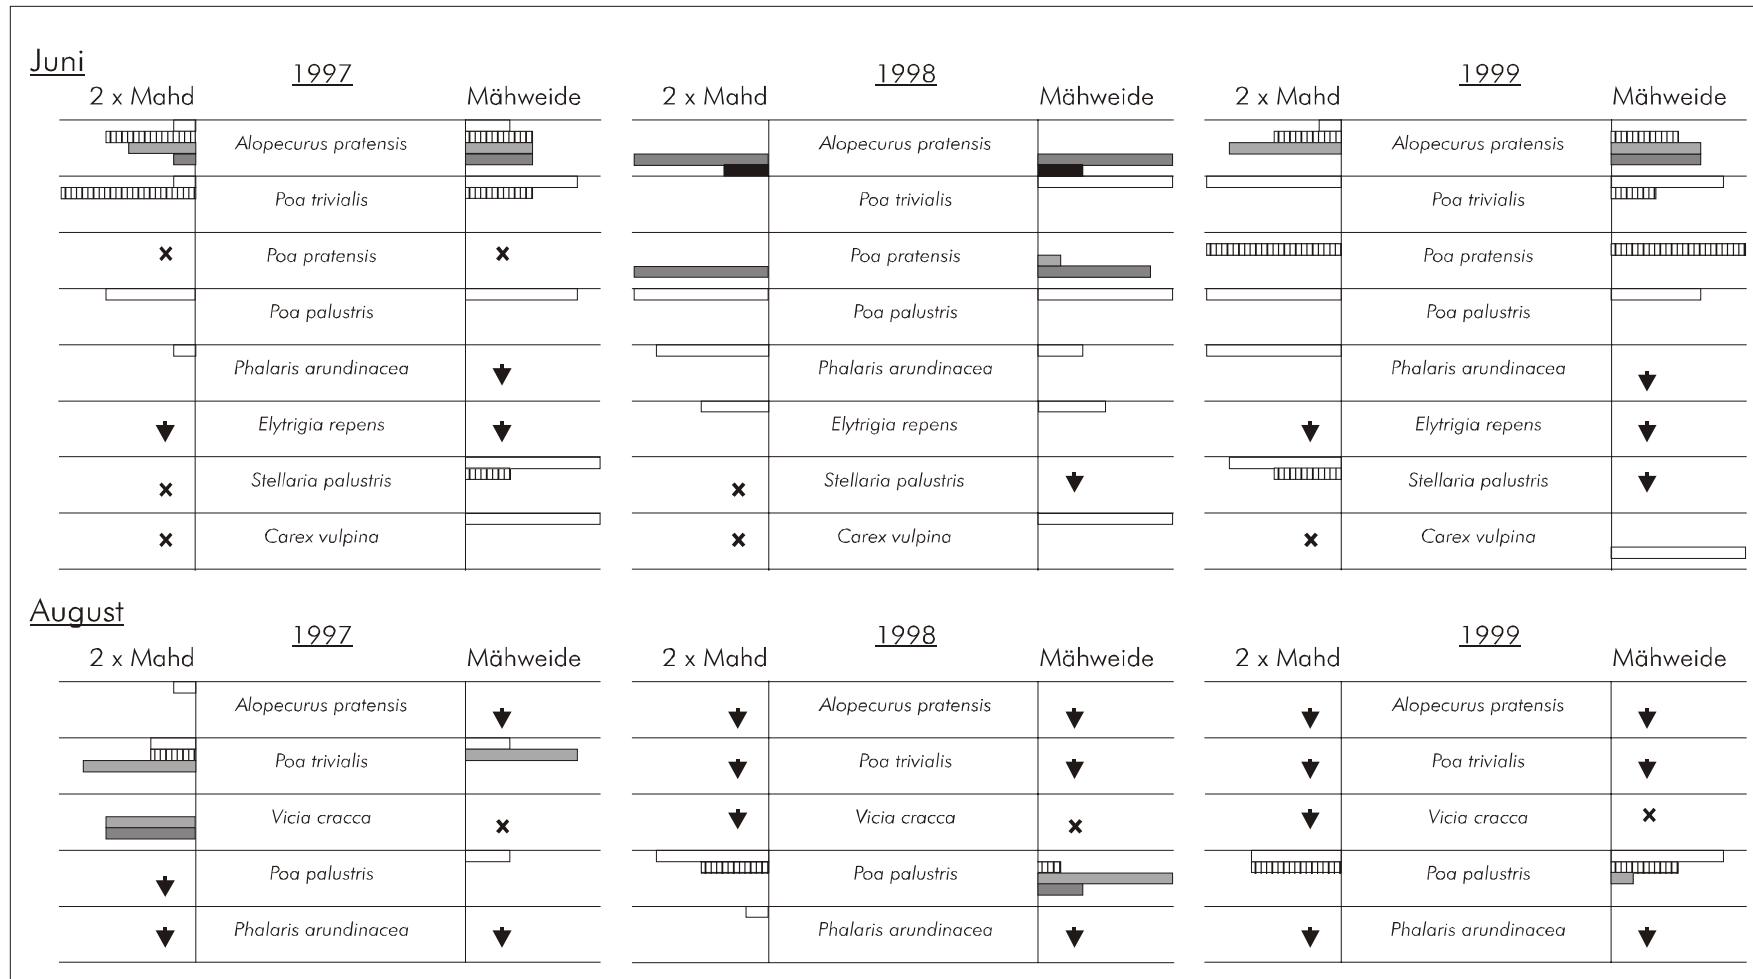 Juni
1997 1998 1999
2 x Mahd Mähweide 2 x Mahd Mähweide 2 x Mahd Mähweide
Alopecurus pratensis Alopecurus pratensis Alopecurus pratensis
Poa trivialis Poa trivialis Poa trivialis
Poa pratensis Poa pratensis Poa pratensis
Poa palustris Poa palustris Poa palustris
Phalaris arundinacea Phalaris arundinacea Phalaris arundinacea
Elytrigia repens Elytrigia repens Elytrigia repens
Stellaria palustris Stellaria palustris Stellaria palustris
Carex vulpina Carex vulpina Carex vulpina
August
1997 1998 1999
2 x Mahd Mähweide 2 x Mahd Mähweide 2 x Mahd Mähweide
Alopecurus pratensis Alopecurus pratensis Alopecurus pratensis
Poa trivialis Poa trivialis Poa trivialis
Vicia cracca Vicia cracca Vicia cracca
Poa palustris Poa palustris Poa palustris
Phalaris arundinacea Phalaris arundinacea Phalaris arundinacea